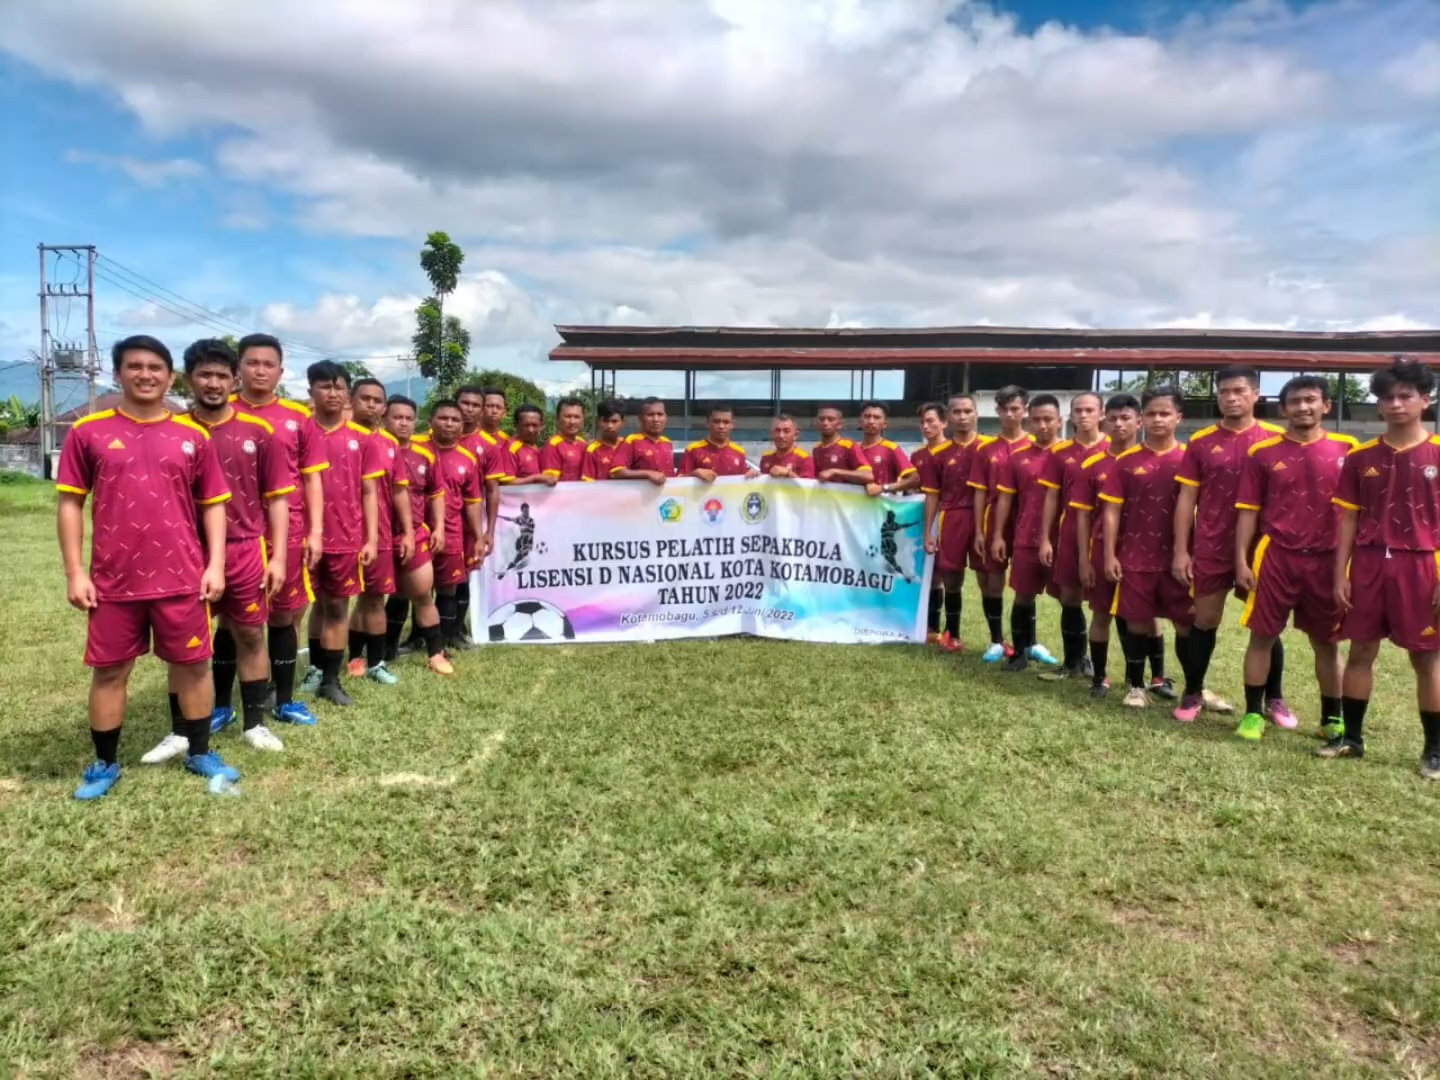 KURSUS PELATIH SEPAKBOLA
LISENSI D NASIONAL KOTA KOTAMOBAGU
TAHUN 2022
Kotamobagu, 5 s/d 12 Juni 2022